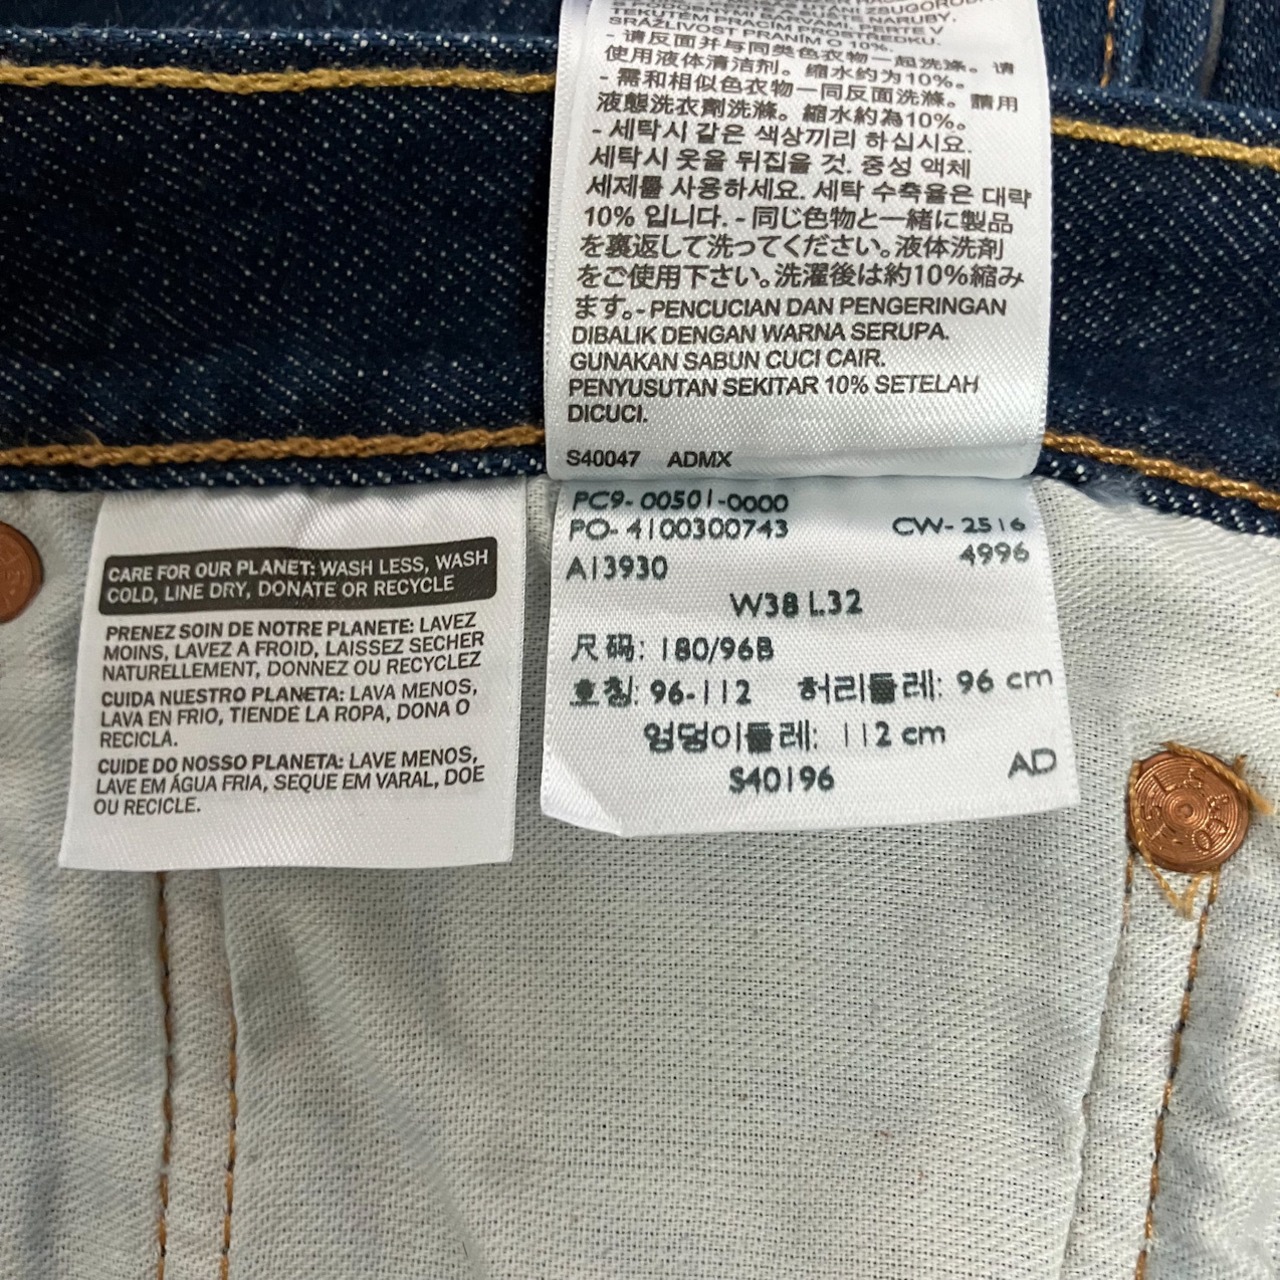 TEKUTEM PRACIM PROSTREDKU.
SRAZLIVOST PRANÍM O 10%.
- 请反面并与同类色衣物一起洗涤。请
使用液体清洁剂。缩水约为10%。
- 需和相似色衣物一同反面洗滌。請用
液態洗衣劑洗滌。縮水約為10%。
- 세탁시 같은 색상끼리 하십시요.
세탁시 옷을 뒤집을 것. 중성 액체
세제를 사용하세요. 세탁 수축율은 대략
10% 입니다. - 同じ色物と一緒に製品
を裏返して洗ってください。液体洗剤
をご使用下さい。洗濯後は約10%縮み
ます。- PENCUCIAN DAN PENGERINGAN
DIBALIK DENGAN WARNA SERUPA.
GUNAKAN SABUN CUCI CAIR.
PENYUSUTAN SEKITAR 10% SETELAH
DICUCI.
S40047 ADMX
PC9-00501-0000
PO-4100300743 CW-2516
A13930 4996
W38 L32
尺码: 180/96B
호칭: 96-112 허리둘레: 96 cm
엉덩이둘레: 112 cm
S40196 AD
CARE FOR OUR PLANET: WASH LESS, WASH
COLD, LINE DRY, DONATE OR RECYCLE
PRENEZ SOIN DE NOTRE PLANETE: LAVEZ
MOINS, LAVEZ A FROID, LAISSEZ SECHER
NATURELLEMENT, DONNEZ OU RECYCLEZ
CUIDA NUESTRO PLANETA: LAVA MENOS,
LAVA EN FRIO, TIENDE LA ROPA, DONA O
RECICLA.
CUIDE DO NOSSO PLANETA: LAVE MENOS,
LAVE EM ÁGUA FRIA, SEQUE EM VARAL, DOE
OU RECICLE.